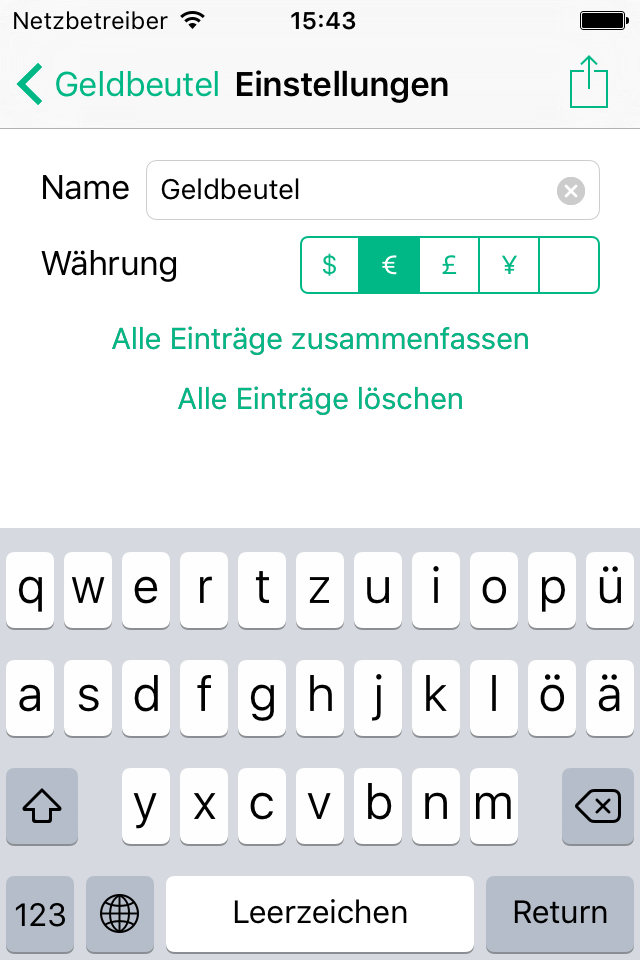 Netzbetreiber 15:43
Geldbeutel Einstellungen
Name Geldbeutel
Währung $ € £ ¥
Alle Einträge zusammenfassen
Alle Einträge löschen
q w e r t z u i o p ü
a s d f g h j k l ö ä
y x c v b n m
123 Leerzeichen Return